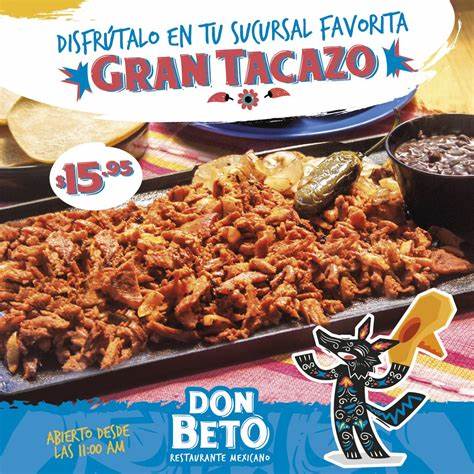 DISFRÚTALO EN TU SUCURSAL FAVORITA
GRAN TACAZO
$15.95
DON
BETO
RESTAURANTE MEXICANO
ABIERTO DESDE
LAS 11:00 AM